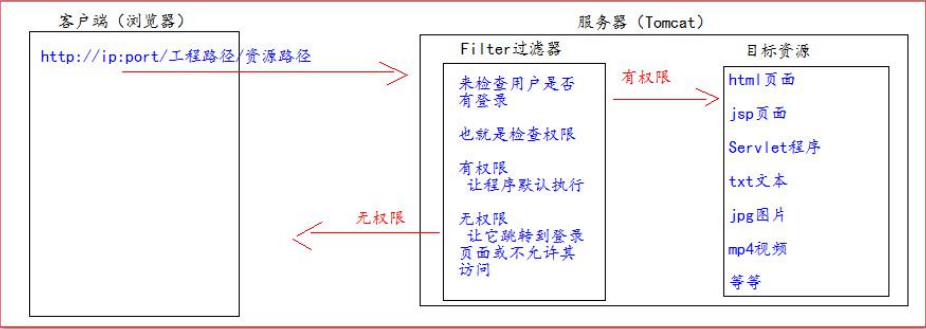 客户端（浏览器）
http://ip:port/工程路径/资源路径
服务器（Tomcat）
Filter过滤器
来检查用户是否
有登录
也就是检查权限
有权限
让程序默认执行
无权限
让它跳转到登录
页面或不允许其
访问
有权限
无权限
目标资源
html页面
jsp页面
Servlet程序
txt文本
jpg图片
mp4视频
等等